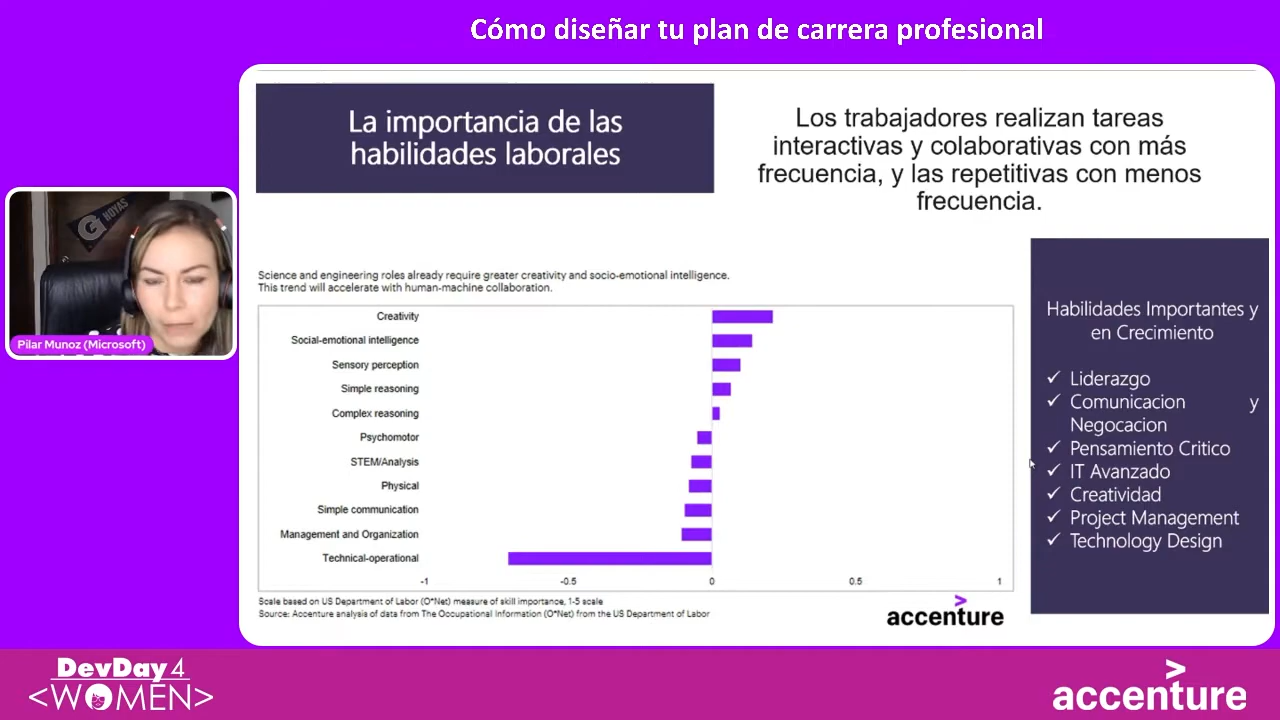 Cómo diseñar tu plan de carrera profesional
La importancia de las
habilidades laborales
Los trabajadores realizan tareas
interactivas y colaborativas con más
frecuencia, y las repetitivas con menos
frecuencia.
G HOYAS
Pilar Munoz (Microsoft)
Science and engineering roles already require greater creativity and socio-emotional intelligence.
This trend will accelerate with human-machine collaboration.
Creativity
Social-emotional intelligence
Sensory perception
Simple reasoning
Complex reasoning
Psychomotor
STEM/Analysis
Physical
Simple communication
Management and Organization
Technical-operational
-1 -0.5 0 0.5 1
Scale based on US Department of Labor (O*Net) measure of skill importance, 1-5 scale
Source: Accenture analysis of data from The Occupational Information (O*Net) from the US Department of Labor
accenture
Habilidades Importantes y
en Crecimiento
✓ Liderazgo
✓ Comunicacion y
Negocacion
✓ Pensamiento Critico
✓ IT Avanzado
✓ Creatividad
✓ Project Management
✓ Technology Design
DevDay4
<WOMEN>
accenture